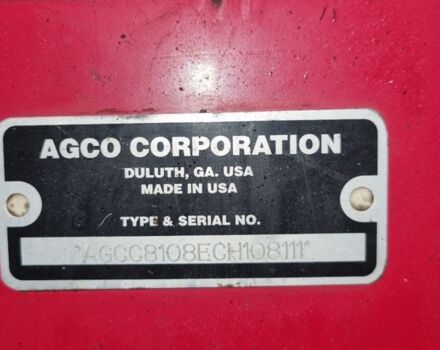 AGCO CORPORATION
DULUTH, GA. USA
MADE IN USA
TYPE & SERIAL NO.
*AGCC8108ECH108111*